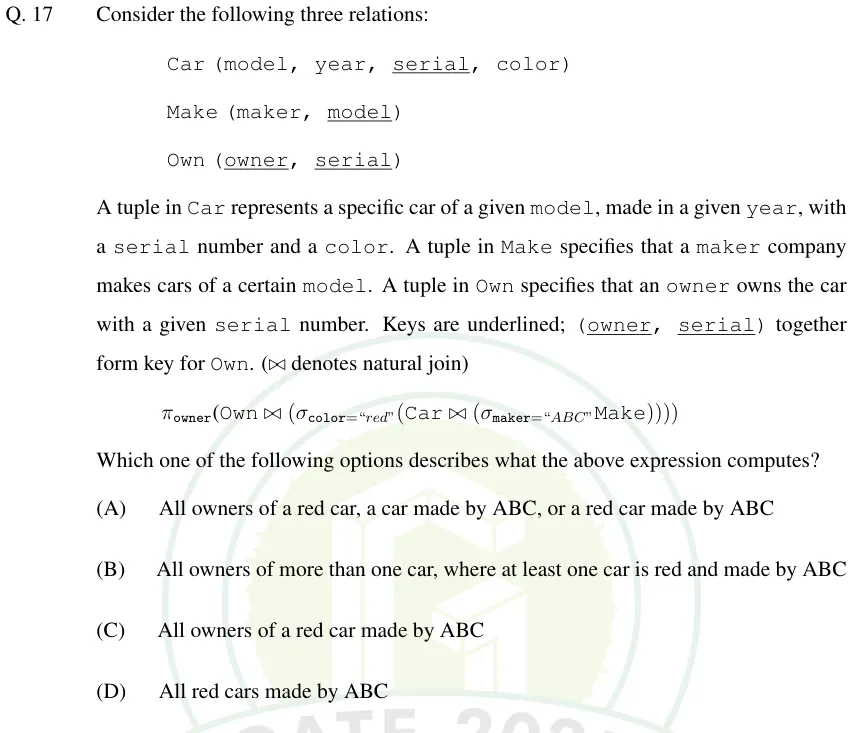 Q. 17 Consider the following three relations:
Car (model, year, serial, color)
Make (maker, model)
Own (owner, serial)
A tuple in Car represents a specific car of a given model, made in a given year, with
a serial number and a color. A tuple in Make specifies that a maker company
makes cars of a certain model. A tuple in Own specifies that an owner owns the car
with a given serial number. Keys are underlined; (owner, serial) together
form key for Own. (⋈ denotes natural join)
π_owner(Own ⋈ (σ_color=“red”(Car ⋈ (σ_maker=“ABC”Make))))
Which one of the following options describes what the above expression computes?
(A) All owners of a red car, a car made by ABC, or a red car made by ABC
(B) All owners of more than one car, where at least one car is red and made by ABC
(C) All owners of a red car made by ABC
(D) All red cars made by ABC